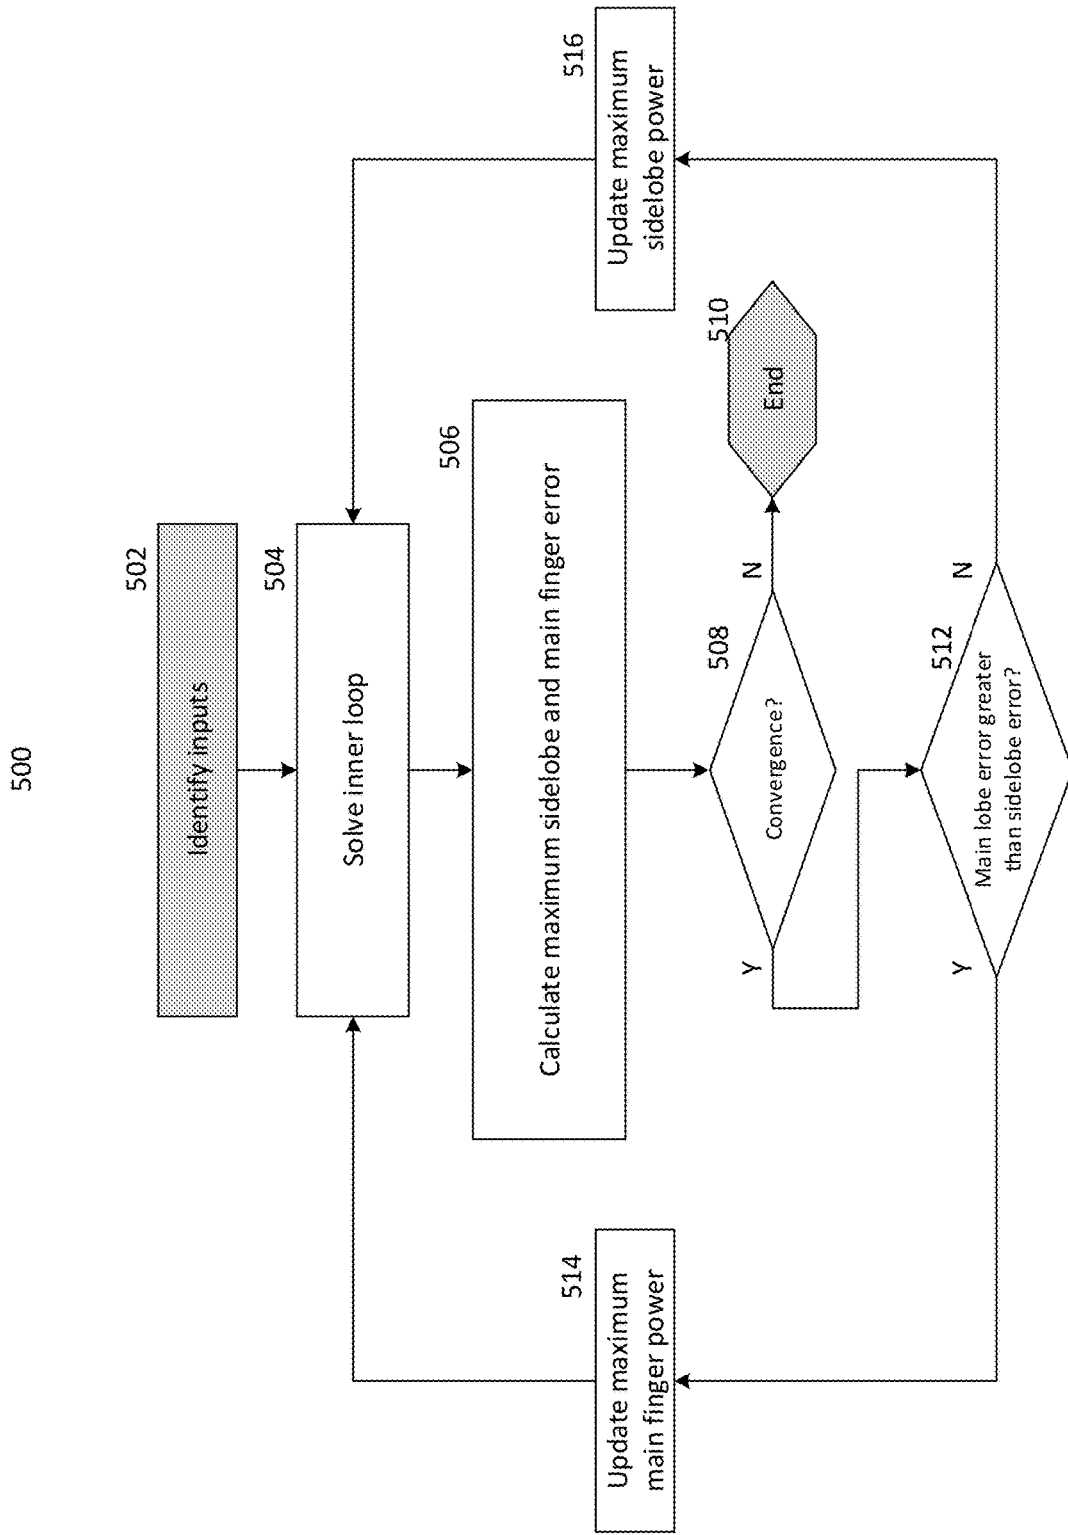 500
502
Identify inputs
504
Solve inner loop
506
Calculate maximum sidelobe and main finger error
508
Convergence?
Y
N
510
End
512
Main lobe error greater
than sidelobe error?
Y
N
514
Update maximum
main finger power
516
Update maximum
sidelobe power